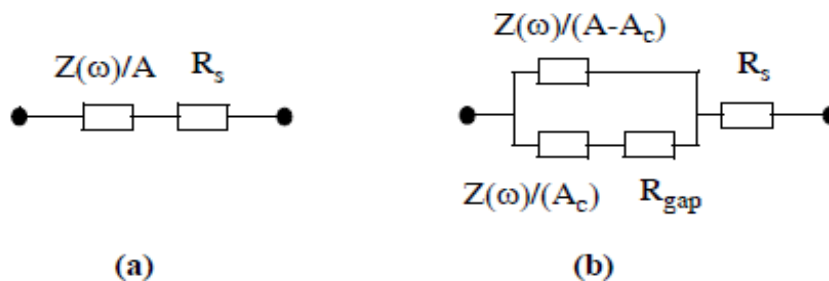 Z(ω)/A R_s
(a)
Z(ω)/(A-A_c)
R_s
Z(ω)/(A_c) R_gap
(b)